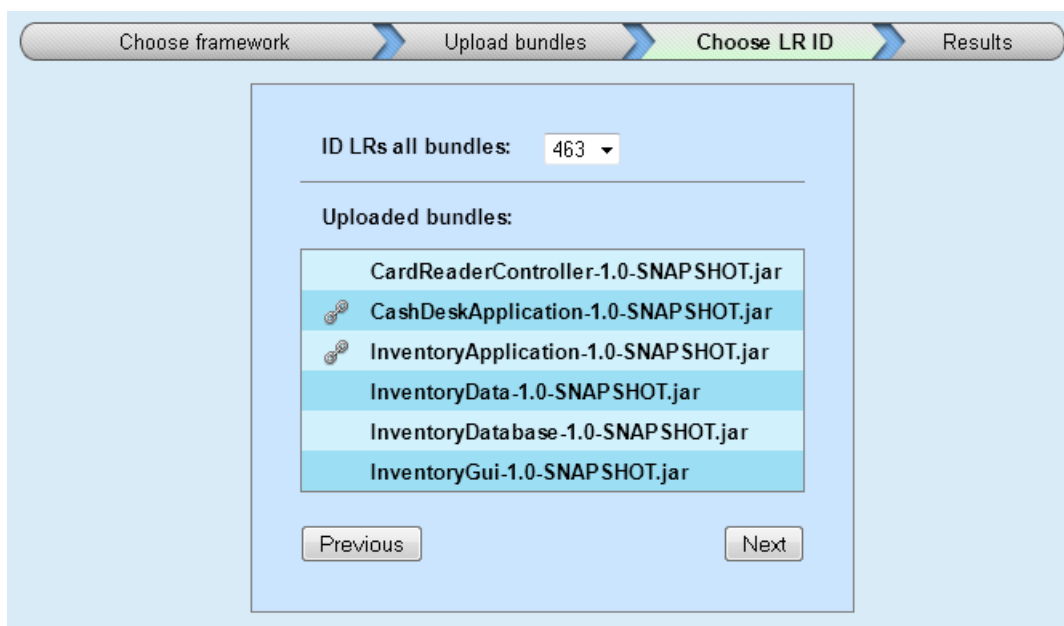 Choose framework Upload bundles Choose LR ID Results
ID LRs all bundles: 463
Uploaded bundles:
CardReaderController-1.0-SNAPSHOT.jar
CashDeskApplication-1.0-SNAPSHOT.jar
InventoryApplication-1.0-SNAPSHOT.jar
InventoryData-1.0-SNAPSHOT.jar
InventoryDatabase-1.0-SNAPSHOT.jar
InventoryGui-1.0-SNAPSHOT.jar
Previous Next